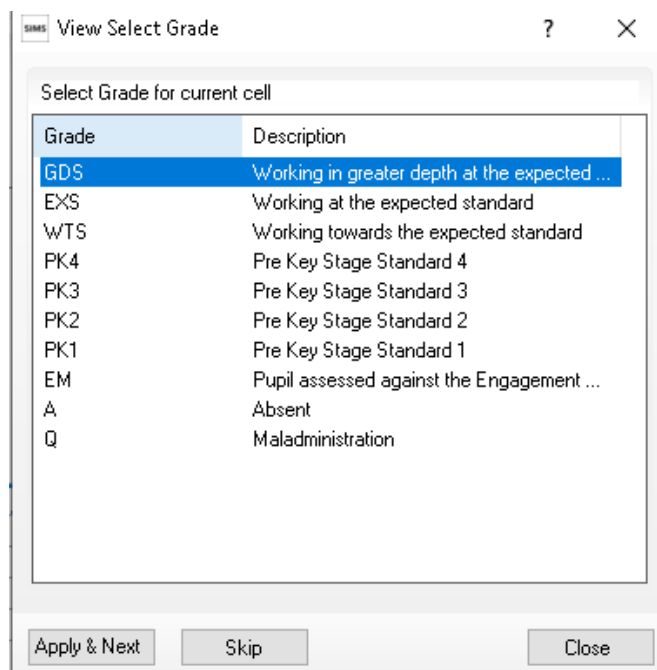 SIMS View Select Grade ? ×
Select Grade for current cell
Grade Description
GDS Working in greater depth at the expected ...
EXS Working at the expected standard
WTS Working towards the expected standard
PK4 Pre Key Stage Standard 4
PK3 Pre Key Stage Standard 3
PK2 Pre Key Stage Standard 2
PK1 Pre Key Stage Standard 1
EM Pupil assessed against the Engagement ...
A Absent
Q Maladministration
Apply & Next Skip Close